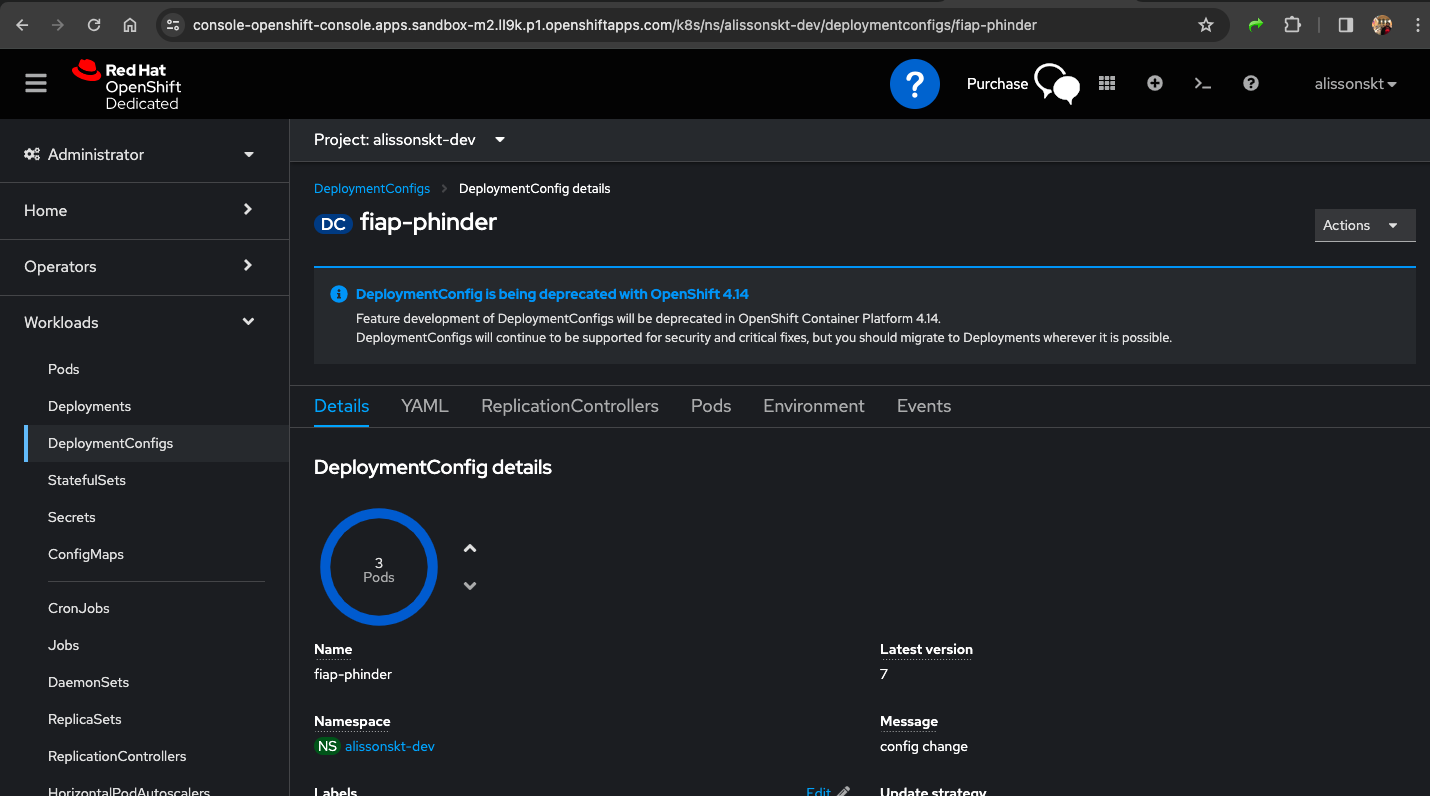 console-openshift-console.apps.sandbox-m2.ll9k.p1.openshiftapps.com/k8s/ns/alissonskt-dev/deploymentconfigs/fiap-phinder
Red Hat
OpenShift
Dedicated
?
Purchase
alissonskt
Administrator
Home
Operators
Workloads
Pods
Deployments
DeploymentConfigs
StatefulSets
Secrets
ConfigMaps
CronJobs
Jobs
DaemonSets
ReplicaSets
ReplicationControllers
HorizontalPodAutoscalers
Project: alissonskt-dev
DeploymentConfigs > DeploymentConfig details
DC fiap-phinder
Actions
DeploymentConfig is being deprecated with OpenShift 4.14
Feature development of DeploymentConfigs will be deprecated in OpenShift Container Platform 4.14.
DeploymentConfigs will continue to be supported for security and critical fixes, but you should migrate to Deployments wherever it is possible.
Details YAML ReplicationControllers Pods Environment Events
DeploymentConfig details
3
Pods
Name
fiap-phinder
Latest version
7
Namespace
NS alissonskt-dev
Message
config change
Labels
Edit
Update strategy